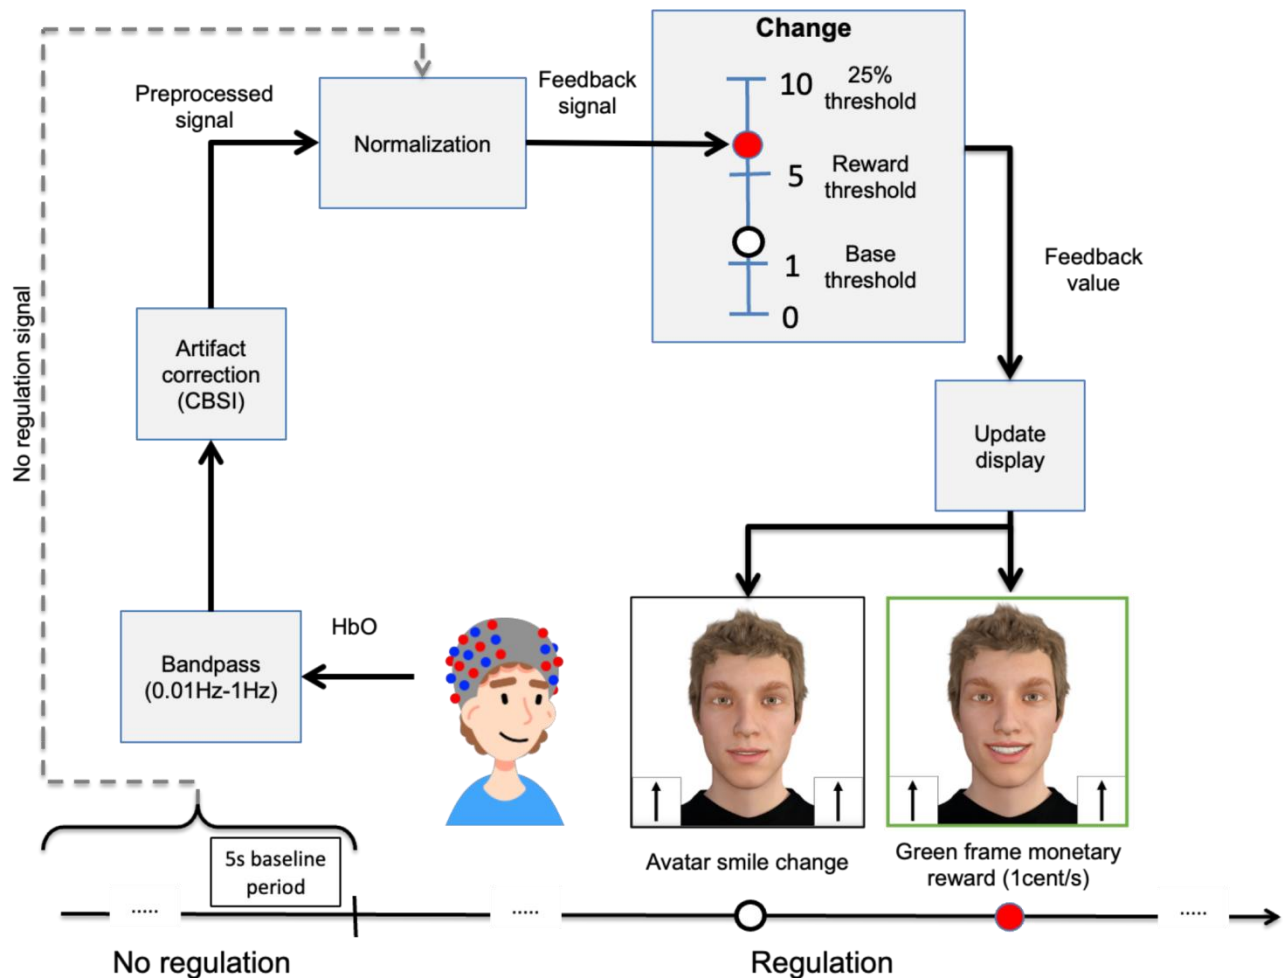 Change
10
25%
threshold
5
Reward
threshold
1
Base
threshold
0
Preprocessed
signal
Normalization
Feedback
signal
Feedback
value
No regulation signal
Artifact
correction
(CBSI)
Update
display
HbO
Bandpass
(0.01Hz-1Hz)
5s baseline
period
Avatar smile change
Green frame monetary
reward (1cent/s)
.....
.....
.....
No regulation
Regulation